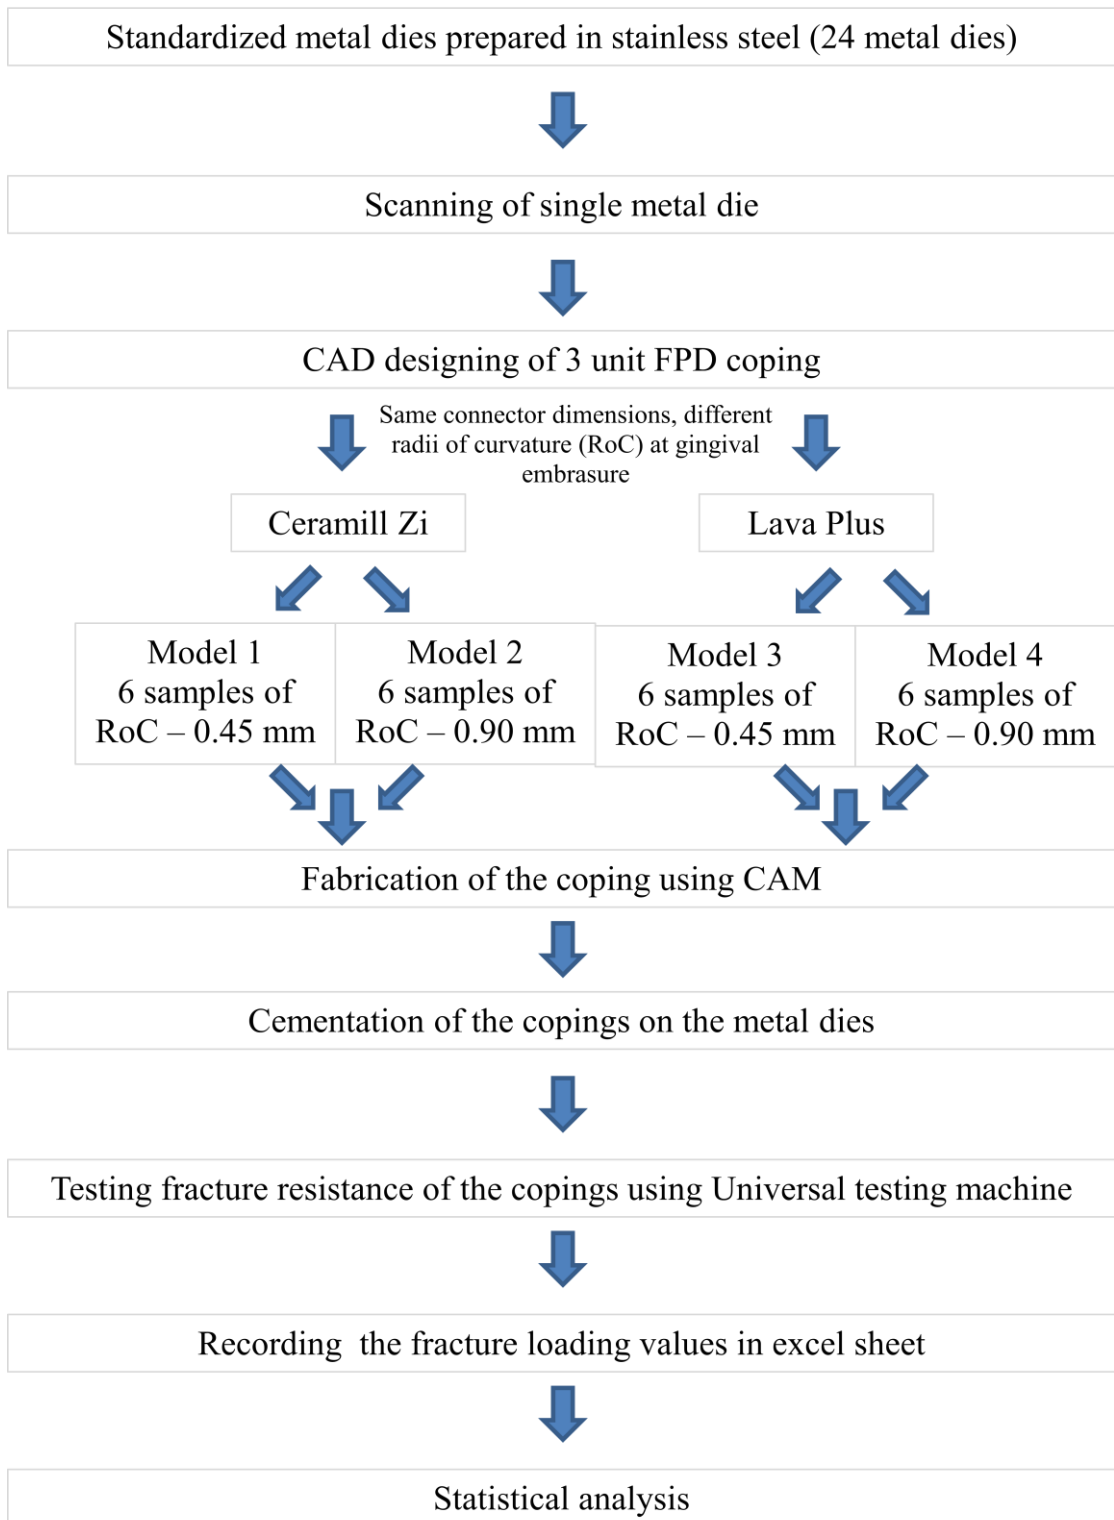 Standardized metal dies prepared in stainless steel (24 metal dies)
Scanning of single metal die
CAD designing of 3 unit FPD coping
Same connector dimensions, different
radii of curvature (RoC) at gingival
embrasure
Ceramill Zi
Lava Plus
Model 1
6 samples of
RoC – 0.45 mm
Model 2
6 samples of
RoC – 0.90 mm
Model 3
6 samples of
RoC – 0.45 mm
Model 4
6 samples of
RoC – 0.90 mm
Fabrication of the coping using CAM
Cementation of the copings on the metal dies
Testing fracture resistance of the copings using Universal testing machine
Recording  the fracture loading values in excel sheet
Statistical analysis